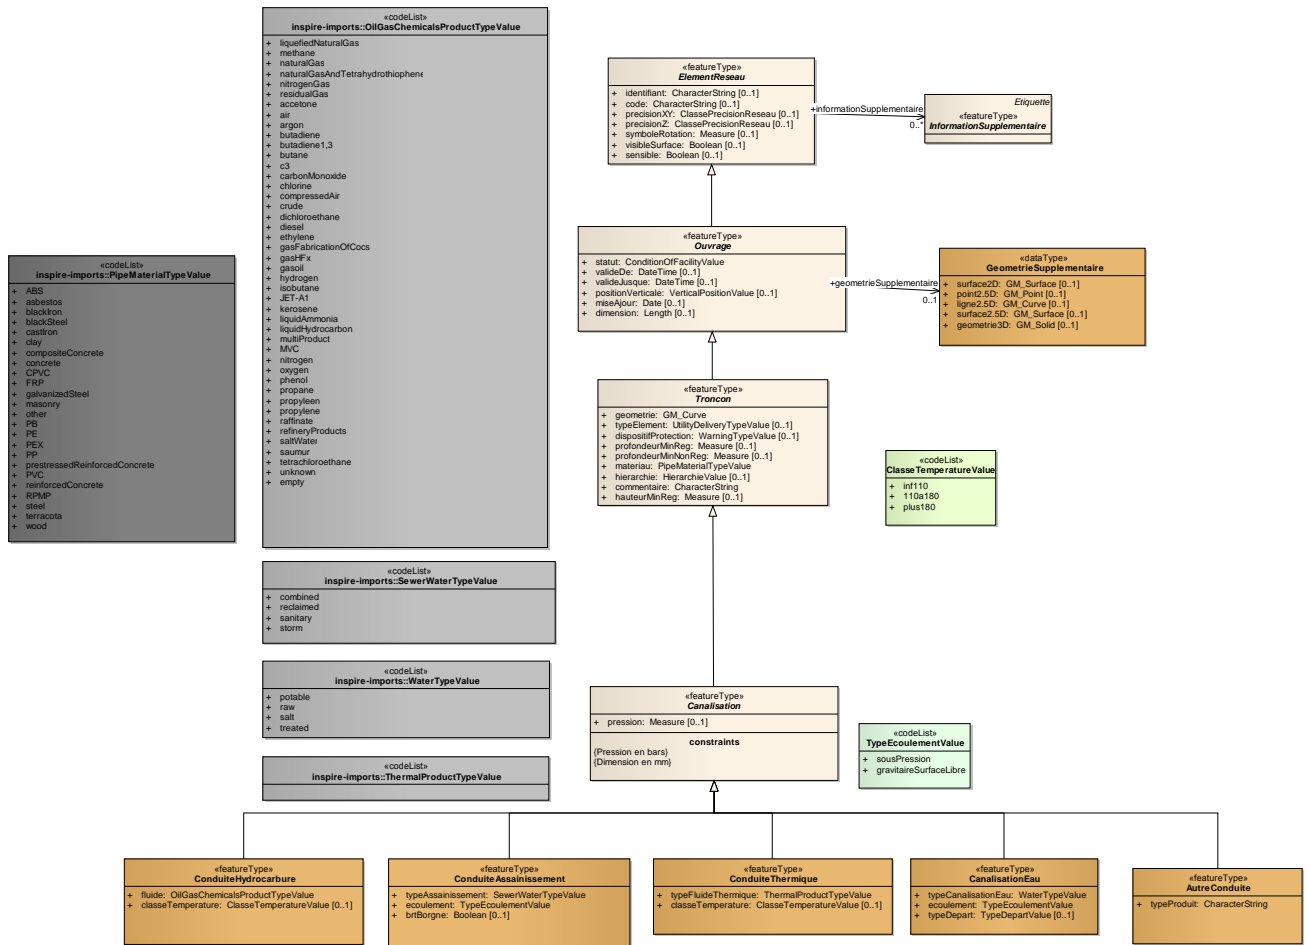 «codeList»
inspire-imports::OilGasChemicalsProductTypeValue
+ liquefiedNaturalGas
+ methane
+ naturalGas
+ naturalGasAndTetrahydrothiophene
+ nitrogenGas
+ residualGas
+ accetone
+ air
+ argon
+ butadiene
+ butadiene1,3
+ butane
+ c3
+ carbonMonoxide
+ chlorine
+ compressedAir
+ crude
+ dichloroethane
+ diesel
+ ethylene
+ gasFabricationOfCocs
+ gasHFx
+ gasoil
+ hydrogen
+ isobutane
+ JET-A1
+ kerosene
+ liquidAmmonia
+ liquidHydrocarbon
+ multiProduct
+ MVC
+ nitrogen
+ oxygen
+ phenol
+ propane
+ propyleen
+ propylene
+ raffinate
+ refineryProducts
+ saltWater
+ saumur
+ tetrachloroethane
+ unknown
+ empty
«featureType»
ElementReseau
+ identifiant: CharacterString [0..1]
+ code: CharacterString [0..1]
+ precisionXY: ClassePrecisionReseau [0..1]
+ precisionZ: ClassePrecisionReseau [0..1]
+ symboleRotation: Measure [0..1]
+ visibleSurface: Boolean [0..1]
+ sensible: Boolean [0..1]
+informationSupplementaire
0..*
Etiquette
«featureType»
InformationSupplementaire
«featureType»
Ouvrage
+ statut: ConditionOfFacilityValue
+ valideDe: DateTime [0..1]
+ valideJusque: DateTime [0..1]
+ positionVerticale: VerticalPositionValue [0..1]
+ miseAjour: Date [0..1]
+ dimension: Length [0..1]
+geometrieSupplementaire
0..1
«dataType»
GeometrieSupplementaire
+ surface2D: GM_Surface [0..1]
+ point2.5D: GM_Point [0..1]
+ ligne2.5D: GM_Curve [0..1]
+ surface2.5D: GM_Surface [0..1]
+ geometrie3D: GM_Solid [0..1]
«codeList»
inspire-imports::PipeMaterialTypeValue
+ ABS
+ asbestos
+ blackIron
+ blackSteel
+ castIron
+ clay
+ compositeConcrete
+ concrete
+ CPVC
+ FRP
+ galvanizedSteel
+ masonry
+ other
+ PB
+ PE
+ PEX
+ PP
+ prestressedReinforcedConcrete
+ PVC
+ reinforcedConcrete
+ RPMP
+ steel
+ terracota
+ wood
«featureType»
Troncon
+ geometrie: GM_Curve
+ typeElement: UtilityDeliveryTypeValue [0..1]
+ dispositifProtection: WarningTypeValue [0..1]
+ profondeurMinReg: Measure [0..1]
+ profondeurMinNonReg: Measure [0..1]
+ materiau: PipeMaterialTypeValue
+ hierarchie: HierarchieValue [0..1]
+ commentaire: CharacterString
+ hauteurMinReg: Measure [0..1]
«codeList»
ClasseTemperatureValue
+ inf110
+ 110a180
+ plus180
«codeList»
inspire-imports::SewerWaterTypeValue
+ combined
+ reclaimed
+ sanitary
+ storm
«codeList»
inspire-imports::WaterTypeValue
+ potable
+ raw
+ salt
+ treated
«codeList»
inspire-imports::ThermalProductTypeValue
«featureType»
Canalisation
+ pression: Measure [0..1]
constraints
{Pression en bars}
{Dimension en mm}
«codeList»
TypeEcoulementValue
+ sousPression
+ gravitaireSurfaceLibre
«featureType»
ConduiteHydrocarbure
+ fluide: OilGasChemicalsProductTypeValue
+ classeTemperature: ClasseTemperatureValue [0..1]
«featureType»
ConduiteAssainissement
+ typeAssainissement: SewerWaterTypeValue
+ ecoulement: TypeEcoulementValue
+ brtBorgne: Boolean [0..1]
«featureType»
ConduiteThermique
+ typeFluideThermique: ThermalProductTypeValue
+ classeTemperature: ClasseTemperatureValue [0..1]
«featureType»
CanalisationEau
+ typeCanalisationEau: WaterTypeValue
+ ecoulement: TypeEcoulementValue
+ typeDepart: TypeDepartValue [0..1]
«featureType»
AutreConduite
+ typeProduit: CharacterString